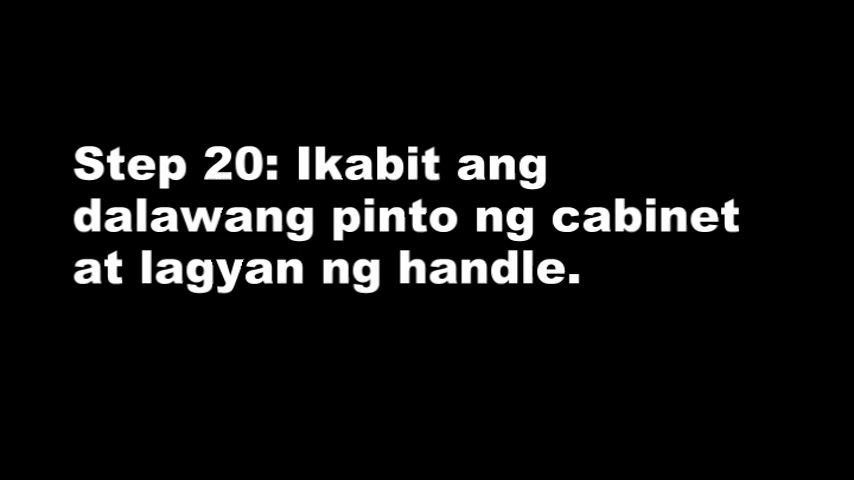 Step 20: Ikabit ang
dalawang pinto ng cabinet
at lagyan ng handle.